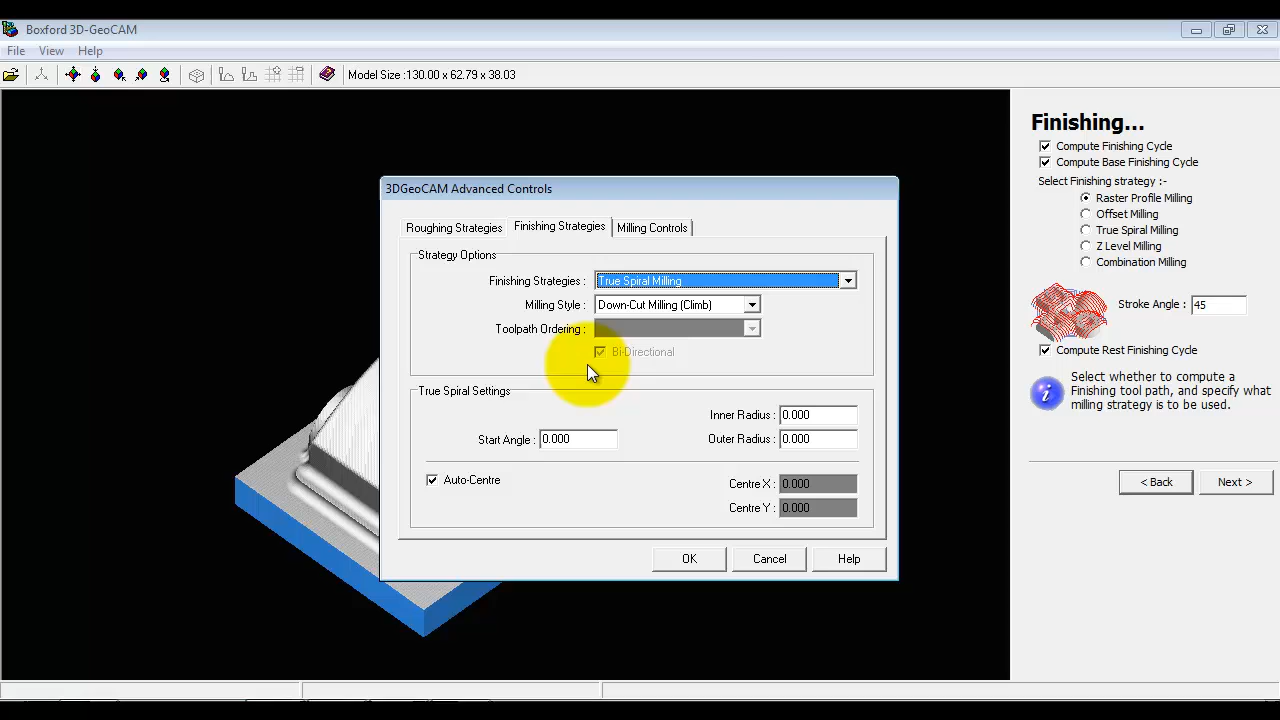 Boxford 3D-GeoCAM
File View Help
Model Size :130.00 x 62.79 x 38.03
3DGeoCAM Advanced Controls
Roughing Strategies Finishing Strategies Milling Controls
Strategy Options
Finishing Strategies : True Spiral Milling
Milling Style : Down-Cut Milling (Climb)
Toolpath Ordering :
Bi-Directional
True Spiral Settings
Inner Radius : 0.000
Start Angle : 0.000 Outer Radius : 0.000
Auto-Centre Centre X : 0.000
Centre Y : 0.000
OK Cancel Help
Finishing...
Compute Finishing Cycle
Compute Base Finishing Cycle
Select Finishing strategy :-
Raster Profile Milling
Offset Milling
True Spiral Milling
Z Level Milling
Combination Milling
Stroke Angle : 45
Compute Rest Finishing Cycle
Select whether to compute a
Finishing tool path, and specify what
milling strategy is to be used.
< Back Next >